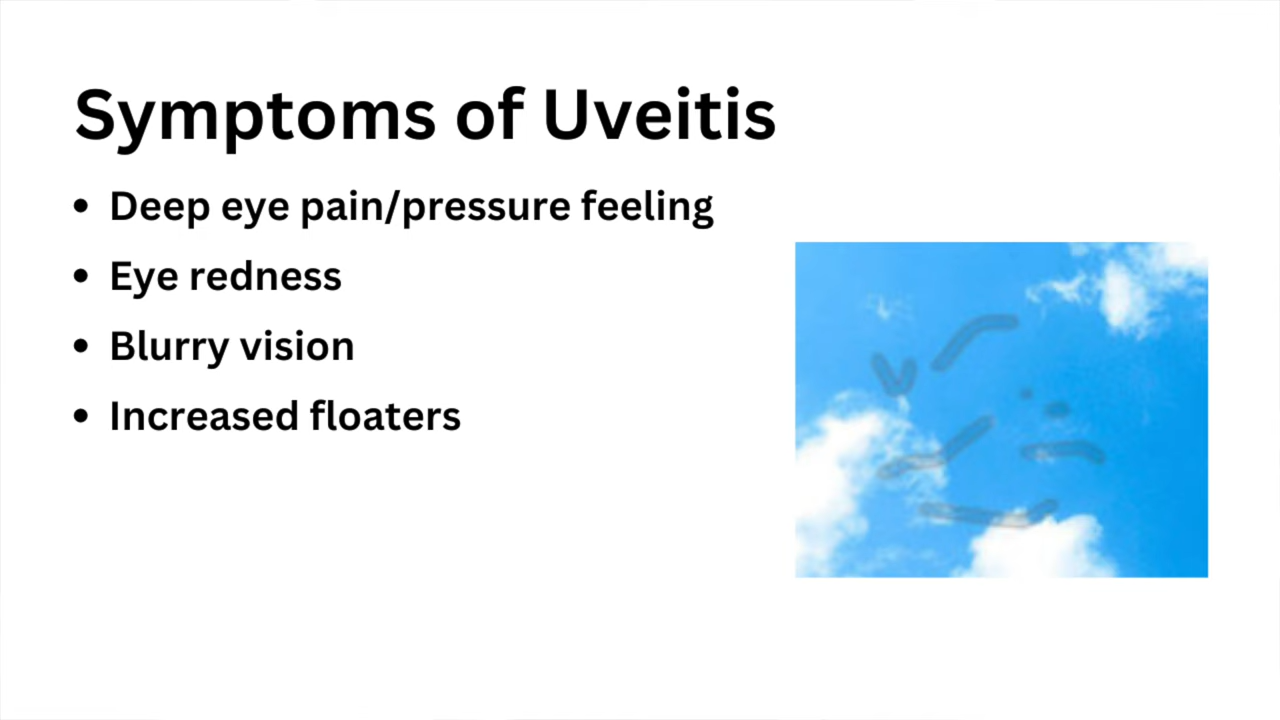 Symptoms of Uveitis
• Deep eye pain/pressure feeling
• Eye redness
• Blurry vision
• Increased floaters